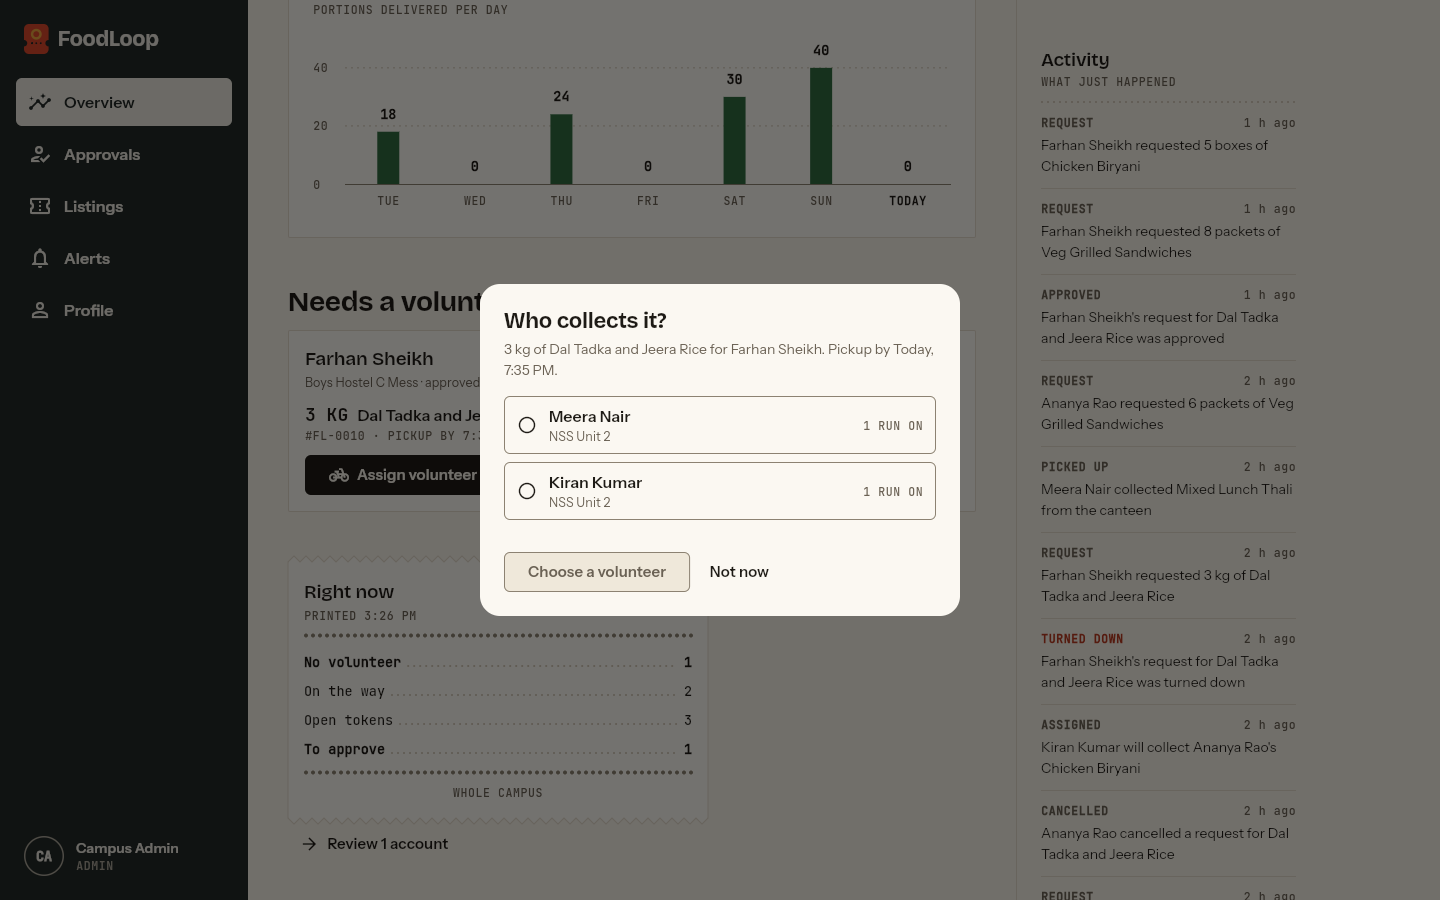 FoodLoop
Overview
Approvals
Listings
Alerts
Profile
CA
Campus Admin
ADMIN
PORTIONS DELIVERED PER DAY
40
20
0
18
0
24
0
30
40
0
TUE
WED
THU
FRI
SAT
SUN
TODAY
Needs a volunt
Farhan Sheikh
Boys Hostel C Mess · approved
3 KG Dal Tadka and Je
#FL-0010 · PICKUP BY 7:3
Assign volunteer
Who collects it?
3 kg of Dal Tadka and Jeera Rice for Farhan Sheikh. Pickup by Today,
7:35 PM.
Meera Nair
NSS Unit 2
1 RUN ON
Kiran Kumar
NSS Unit 2
1 RUN ON
Choose a volunteer
Not now
Right now
PRINTED 3:26 PM
No volunteer 1
On the way 2
Open tokens 3
To approve 1
WHOLE CAMPUS
Review 1 account
Activity
WHAT JUST HAPPENED
REQUEST 1 h ago
Farhan Sheikh requested 5 boxes of
Chicken Biryani
REQUEST 1 h ago
Farhan Sheikh requested 8 packets of
Veg Grilled Sandwiches
APPROVED 1 h ago
Farhan Sheikh's request for Dal Tadka
and Jeera Rice was approved
REQUEST 2 h ago
Ananya Rao requested 6 packets of Veg
Grilled Sandwiches
PICKED UP 2 h ago
Meera Nair collected Mixed Lunch Thali
from the canteen
REQUEST 2 h ago
Farhan Sheikh requested 3 kg of Dal
Tadka and Jeera Rice
TURNED DOWN 2 h ago
Farhan Sheikh's request for Dal Tadka
and Jeera Rice was turned down
ASSIGNED 2 h ago
Kiran Kumar will collect Ananya Rao's
Chicken Biryani
CANCELLED 2 h ago
Ananya Rao cancelled a request for Dal
Tadka and Jeera Rice
REQUEST 2 h ago